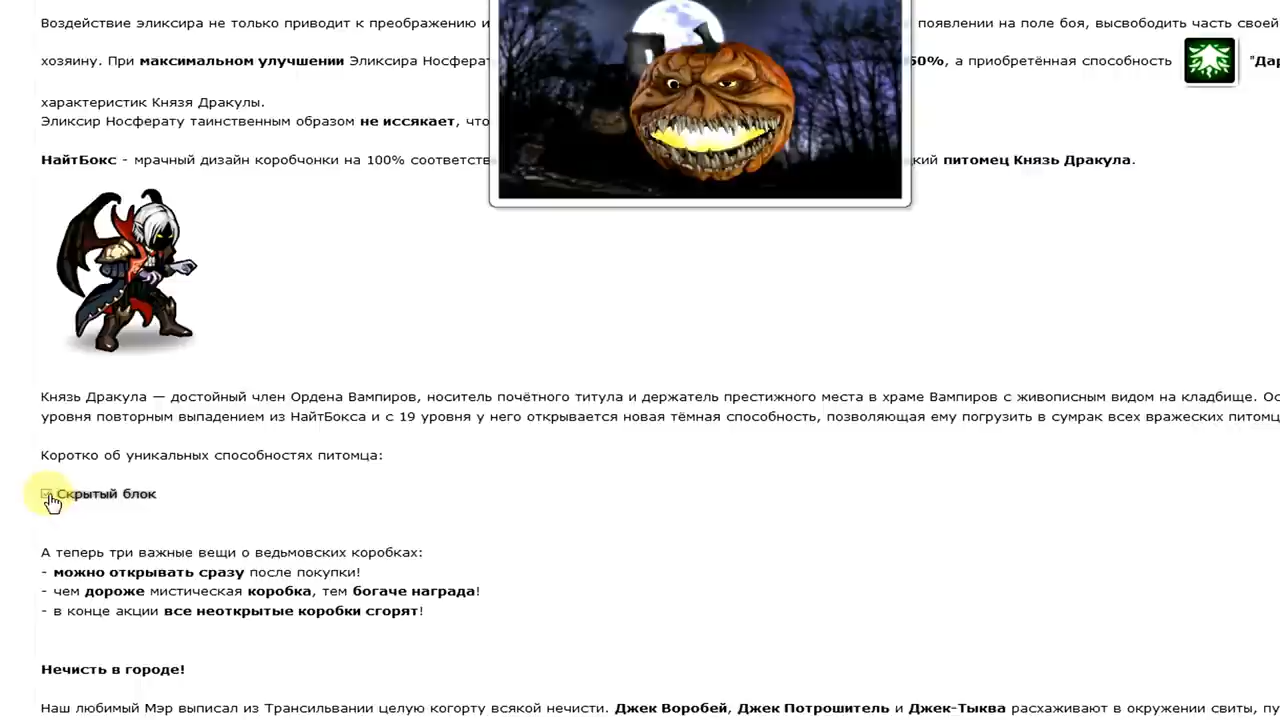 Воздействие эликсира не только приводит к преображению и появлении на поле боя, высвободить часть своей
хозяину. При максимальном улучшении Эликсира Носферат 50%, а приобретённая способность "Дар
характеристик Князя Дракулы.
Эликсир Носферату таинственным образом не иссякает, что
НайтБокс - мрачный дизайн коробчонки на 100% соответств кий питомец Князь Дракула.
Князь Дракула — достойный член Ордена Вампиров, носитель почётного титула и держатель престижного места в храме Вампиров с живописным видом на кладбище. Ос
уровня повторным выпадением из НайтБокса и с 19 уровня у него открывается новая тёмная способность, позволяющая ему погрузить в сумрак всех вражеских питомц
Коротко об уникальных способностях питомца:
Скрытый блок
А теперь три важные вещи о ведьмовских коробках:
- можно открывать сразу после покупки!
- чем дороже мистическая коробка, тем богаче награда!
- в конце акции все неоткрытые коробки сгорят!
Нечисть в городе!
Наш любимый Мэр выписал из Трансильвании целую когорту всякой нечисти. Джек Воробей, Джек Потрошитель и Джек-Тыква расхаживают в окружении свиты, пу